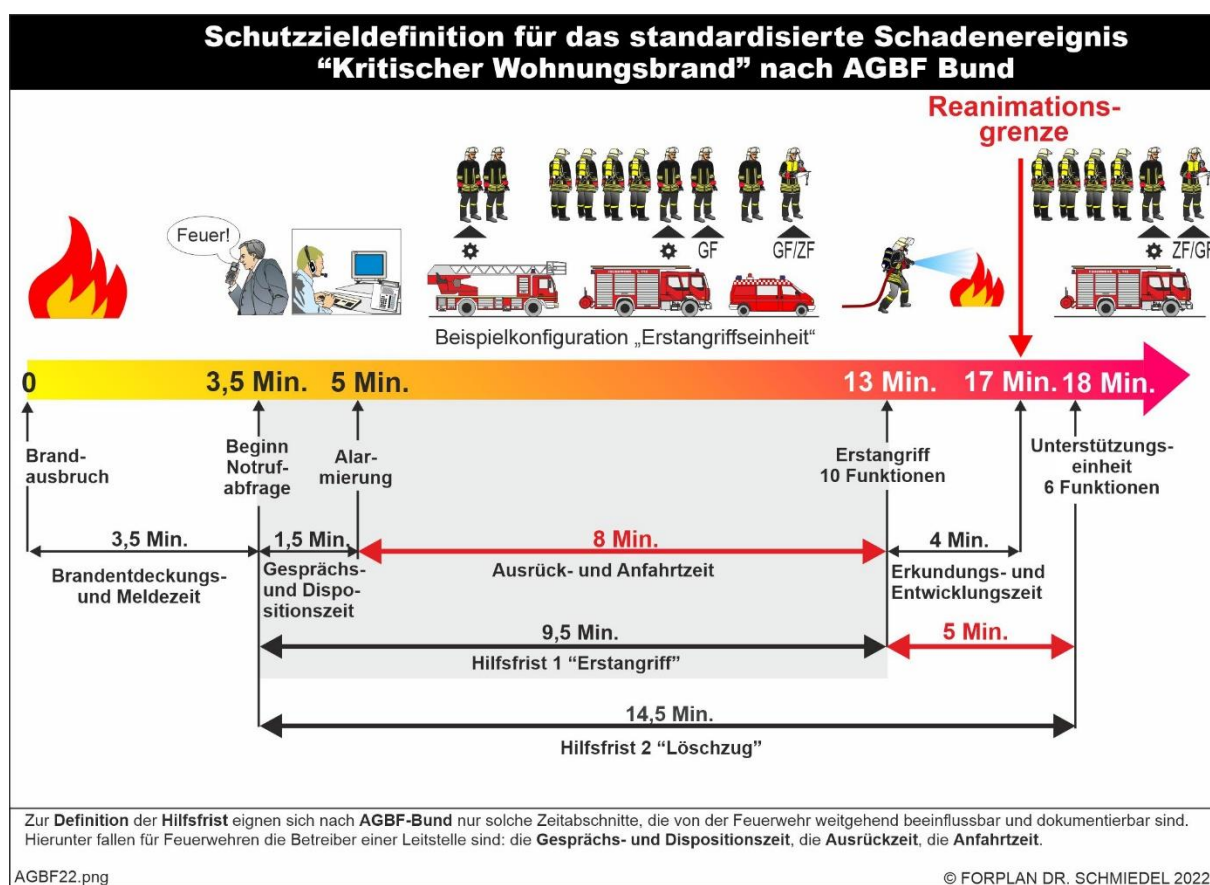 Schutzzieldefinition für das standardisierte Schadenereignis
“Kritischer Wohnungsbrand” nach AGBF Bund
Reanimations-
grenze
Feuer!
GF
GF/ZF
ZF/GF
Beispielkonfiguration „Erstangriffseinheit“
0
3,5 Min.
5 Min.
13 Min.
17 Min.
18 Min.
Brand-
ausbruch
Beginn
Notruf-
abfrage
Alar-
mierung
Erstangriff
10 Funktionen
Unterstützungs-
einheit
6 Funktionen
3,5 Min.
Brandentdeckungs-
und Meldezeit
1,5 Min.
Gesprächs-
und Dispo-
sitionszeit
8 Min.
Ausrück- und Anfahrtzeit
4 Min.
Erkundungs- und
Entwicklungszeit
9,5 Min.
Hilfsfrist 1 “Erstangriff”
5 Min.
14,5 Min.
Hilfsfrist 2 “Löschzug”
Zur Definition der Hilfsfrist eignen sich nach AGBF-Bund nur solche Zeitabschnitte, die von der Feuerwehr weitgehend beeinflussbar und dokumentierbar sind.
Hierunter fallen für Feuerwehren die Betreiber einer Leitstelle sind: die Gesprächs- und Dispositionszeit, die Ausrückzeit, die Anfahrtzeit.
AGBF22.png
© FORPLAN DR. SCHMIEDEL 2022